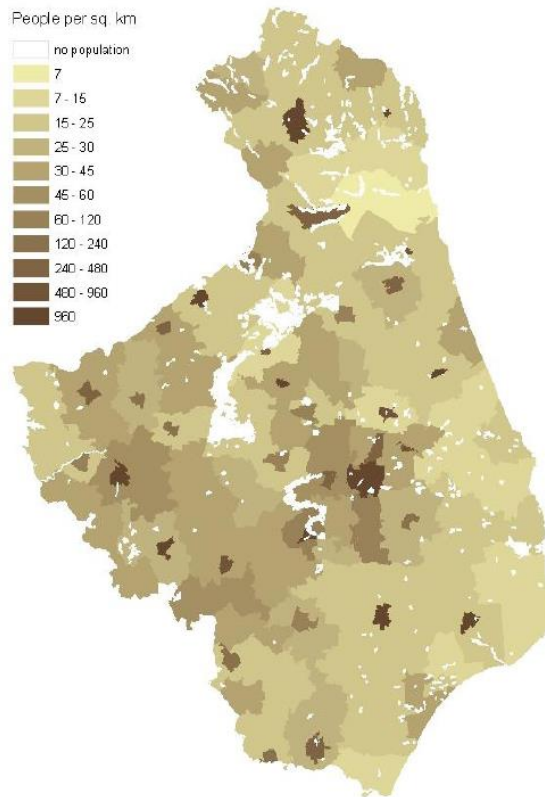 People per sq. km
no population
7
7 - 15
15 - 25
25 - 30
30 - 45
45 - 60
60 - 120
120 - 240
240 - 480
480 - 960
960